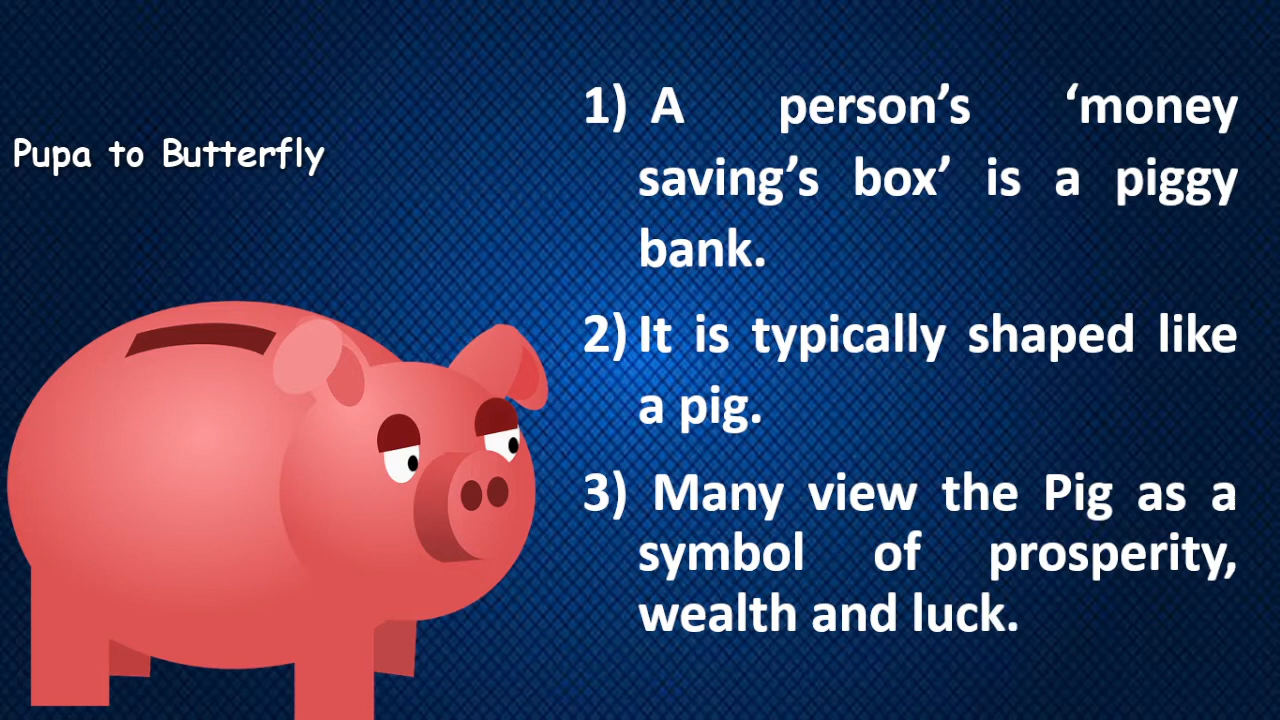 Pupa to Butterfly
1) A person’s ‘money
saving’s box’ is a piggy
bank.
2) It is typically shaped like
a pig.
3) Many view the Pig as a
symbol of prosperity,
wealth and luck.